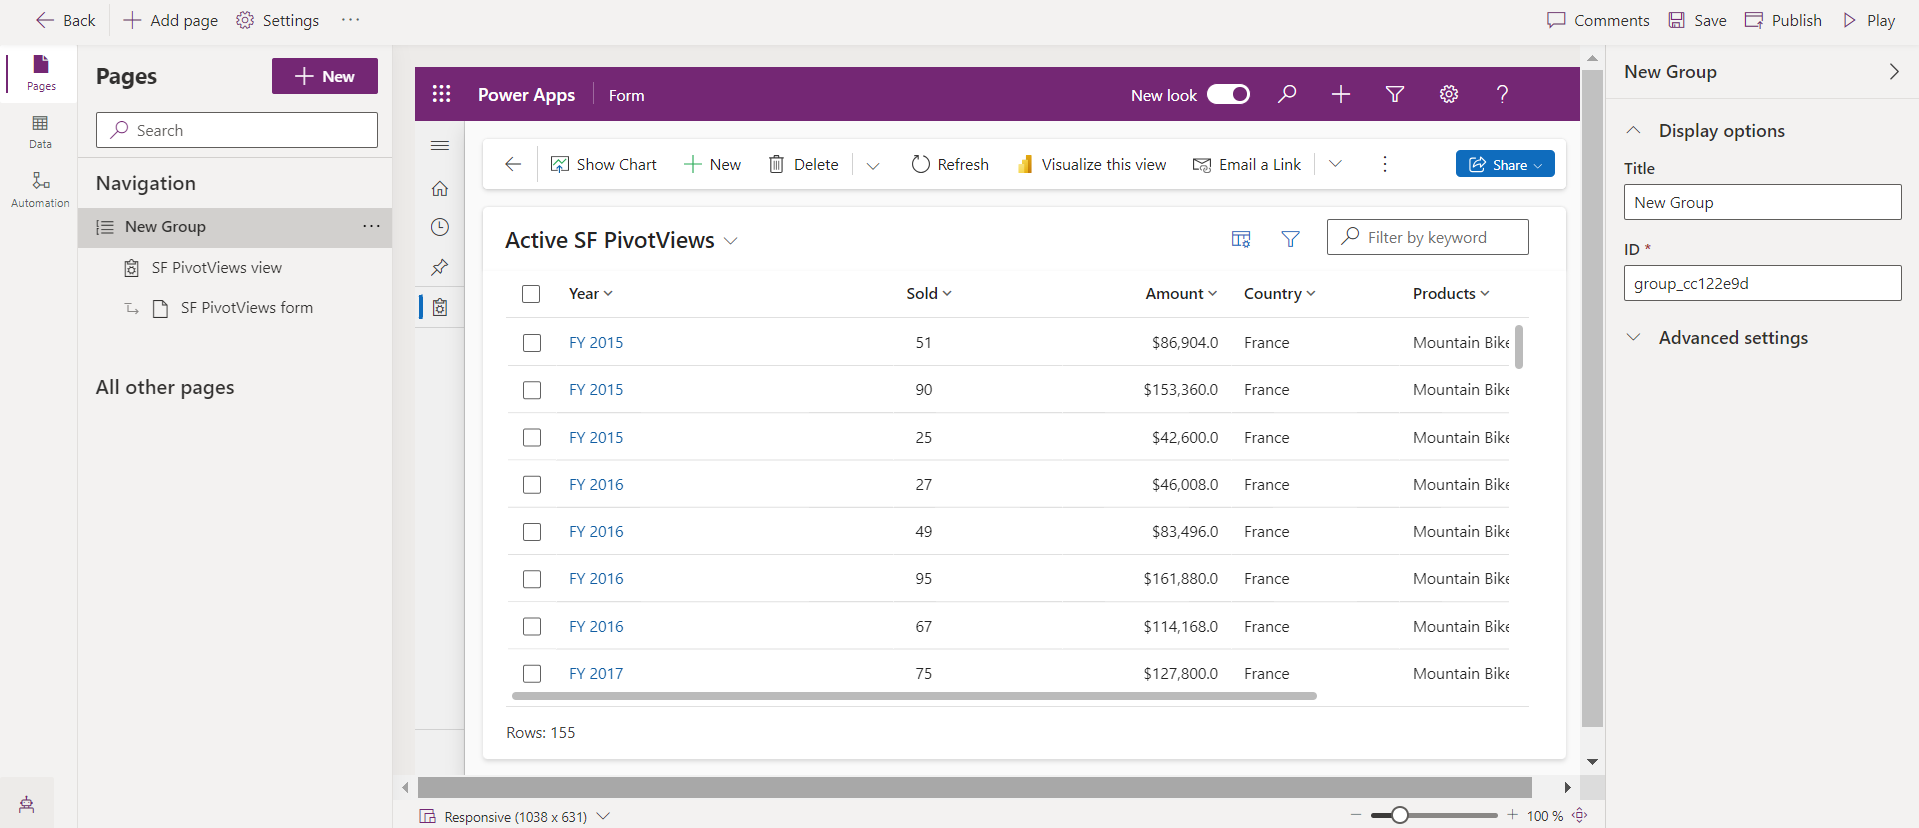 Back Add page Settings ··· Comments Save Publish Play
Pages
Data
Automation
Pages New
Search
Navigation
New Group ···
SF PivotViews view
SF PivotViews form
All other pages
Power Apps Form New look
Show Chart New Delete Refresh Visualize this view Email a Link Share
Active SF PivotViews Filter by keyword
Year Sold Amount Country Products
FY 2015 51 $86,904.0 France Mountain Bike
FY 2015 90 $153,360.0 France Mountain Bike
FY 2015 25 $42,600.0 France Mountain Bike
FY 2016 27 $46,008.0 France Mountain Bike
FY 2016 49 $83,496.0 France Mountain Bike
FY 2016 95 $161,880.0 France Mountain Bike
FY 2016 67 $114,168.0 France Mountain Bike
FY 2017 75 $127,800.0 France Mountain Bike
Rows: 155
Responsive (1038 x 631) 100 %
New Group
Display options
Title
New Group
ID *
group_cc122e9d
Advanced settings